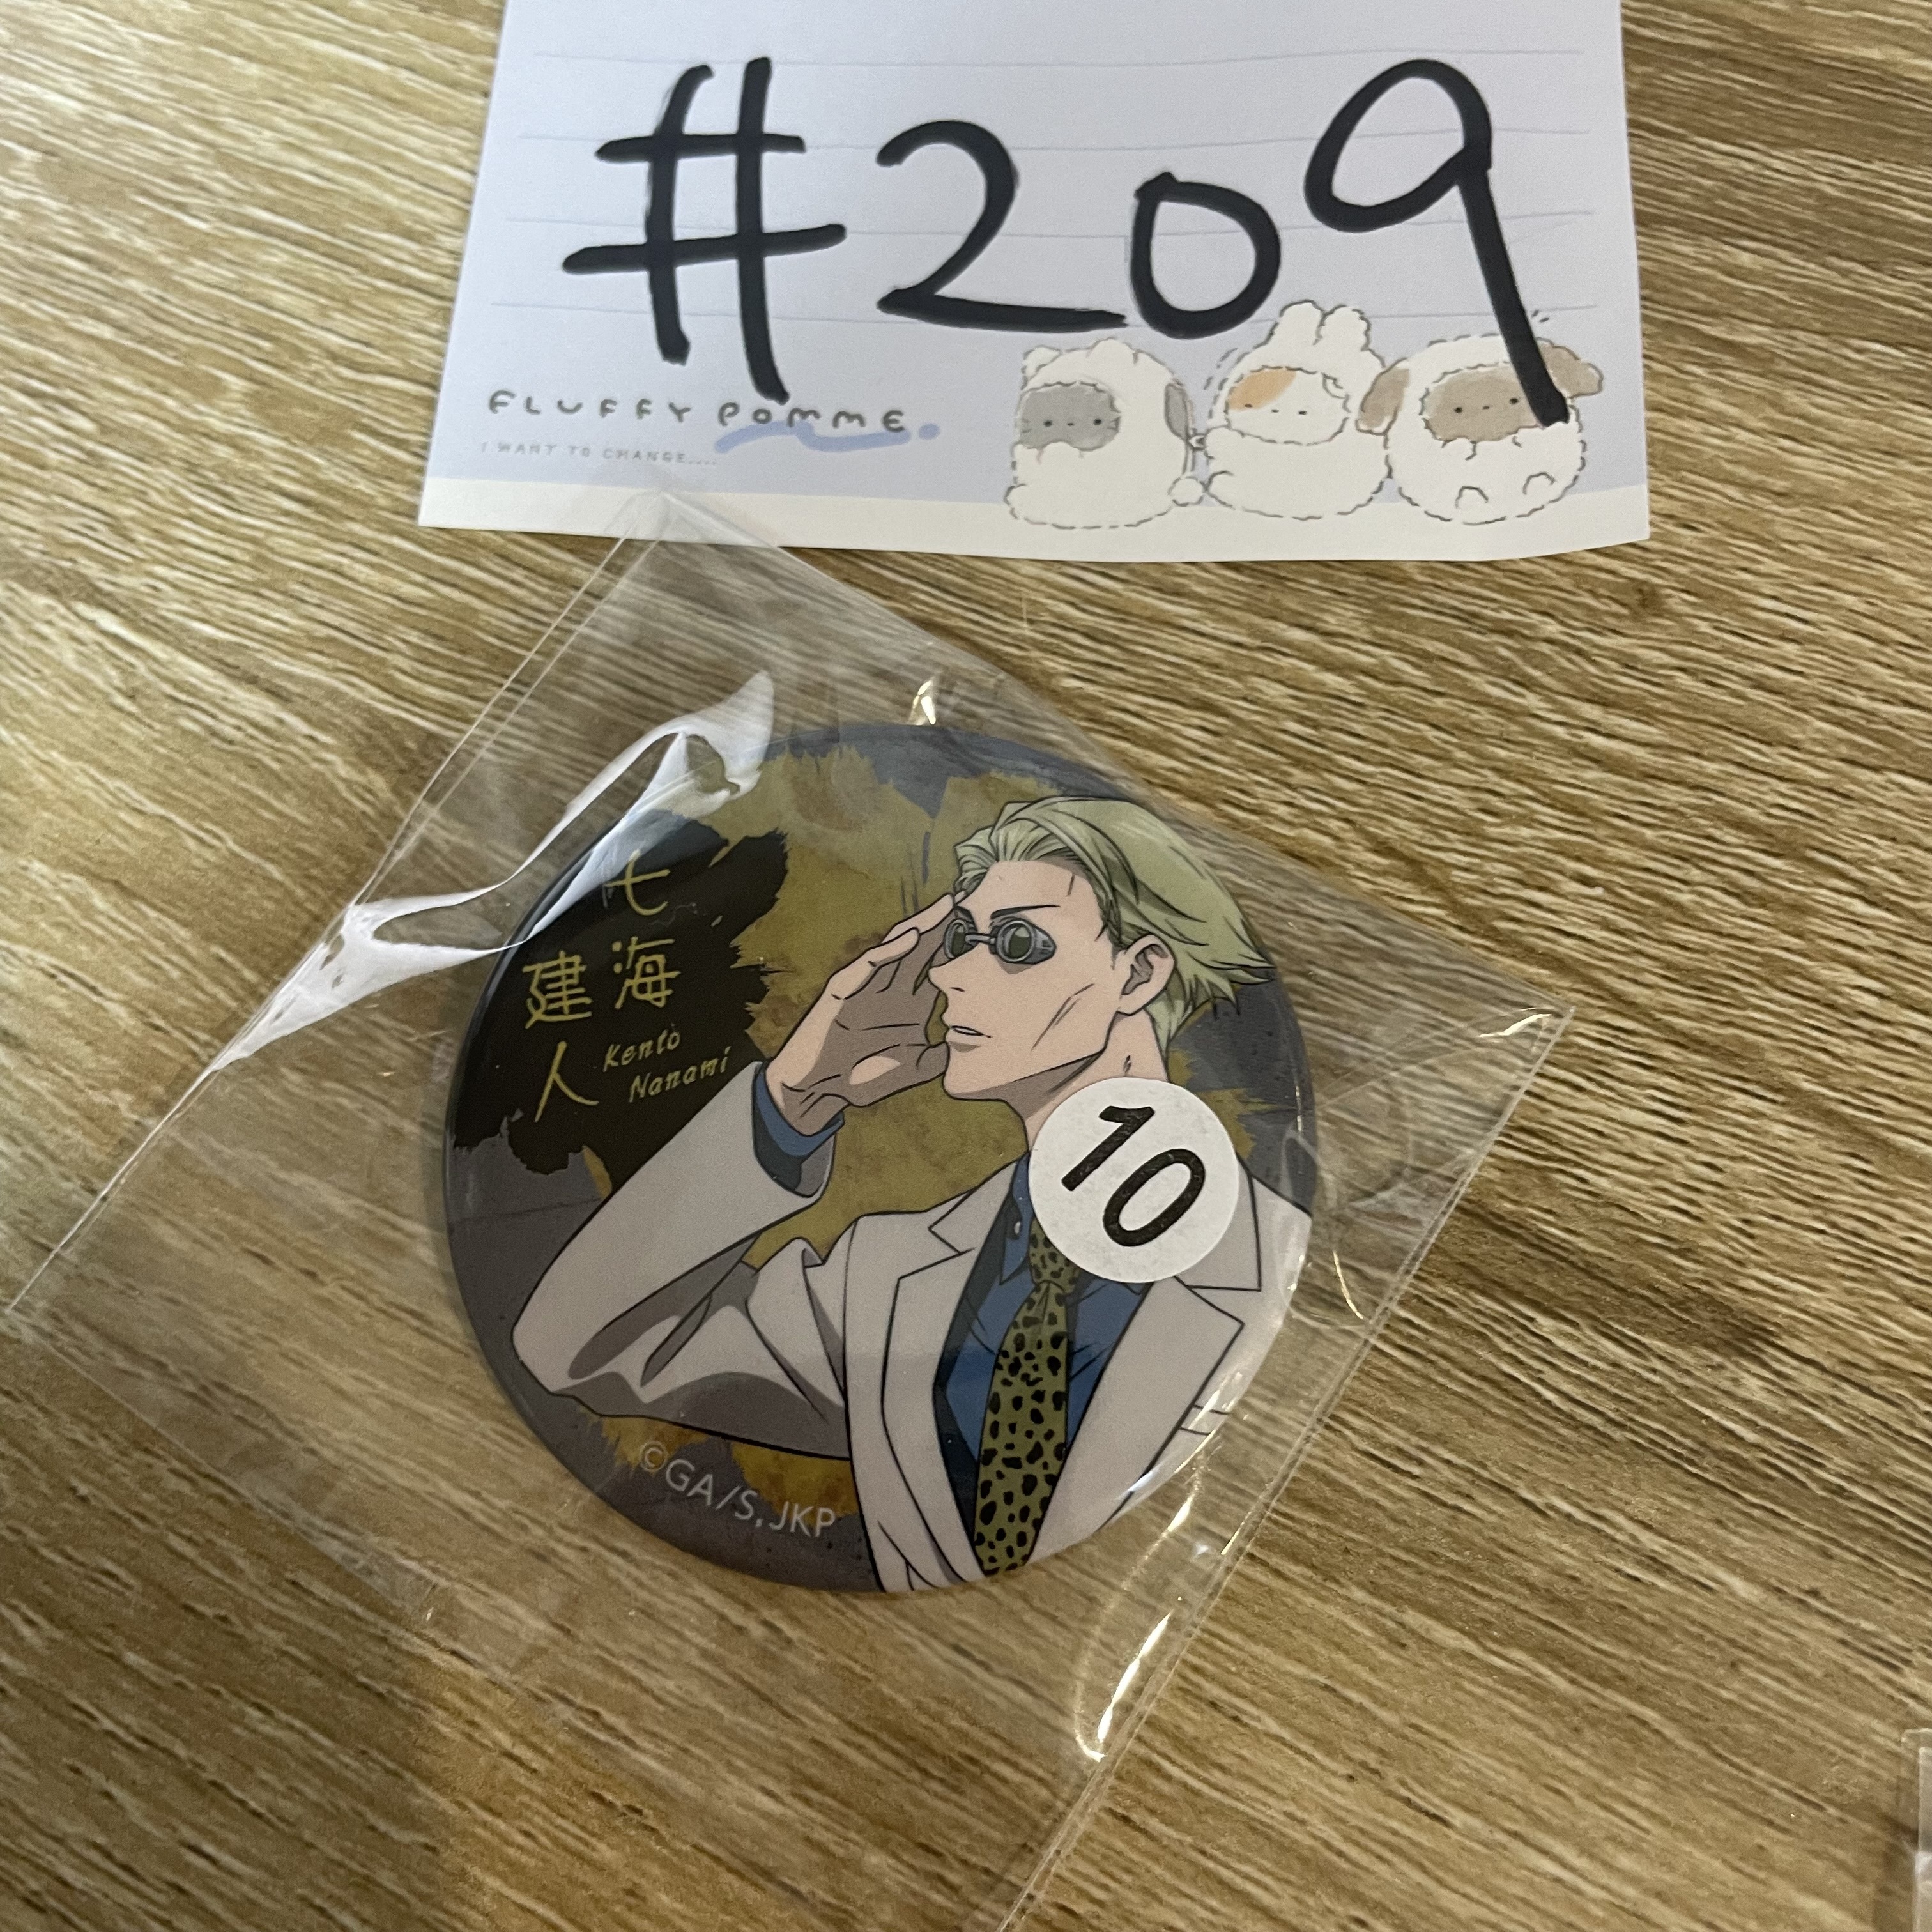 #209
FLUFFY POMME.
I WANT TO CHANGE....
七海
建人
Kento
Nanami
10
©GA/S,JKP